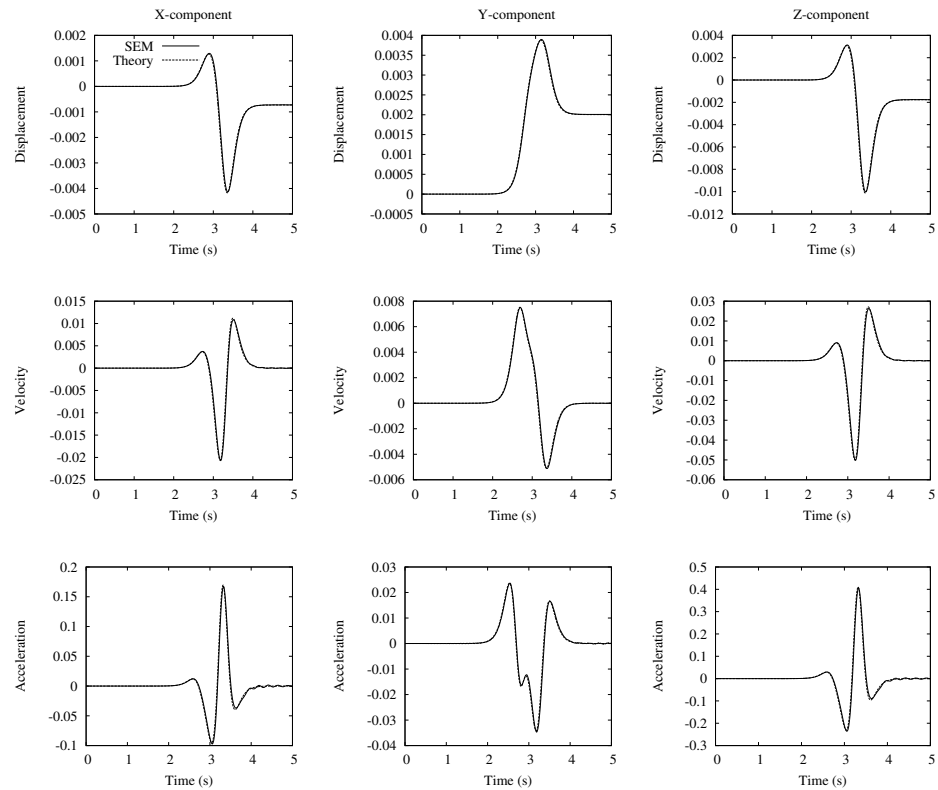 X-component
Y-component
Z-component
SEM
Theory
Displacement
0.002
0.001
0
-0.001
-0.002
-0.003
-0.004
-0.005
0 1 2 3 4 5
Time (s)
Displacement
0.004
0.0035
0.003
0.0025
0.002
0.0015
0.001
0.0005
0
-0.0005
0 1 2 3 4 5
Time (s)
Displacement
0.004
0.002
0
-0.002
-0.004
-0.006
-0.008
-0.01
-0.012
0 1 2 3 4 5
Time (s)
Velocity
0.015
0.01
0.005
0
-0.005
-0.01
-0.015
-0.02
-0.025
0 1 2 3 4 5
Time (s)
Velocity
0.008
0.006
0.004
0.002
0
-0.002
-0.004
-0.006
0 1 2 3 4 5
Time (s)
Velocity
0.03
0.02
0.01
0
-0.01
-0.02
-0.03
-0.04
-0.05
-0.06
0 1 2 3 4 5
Time (s)
Acceleration
0.2
0.15
0.1
0.05
0
-0.05
-0.1
0 1 2 3 4 5
Time (s)
Acceleration
0.03
0.02
0.01
0
-0.01
-0.02
-0.03
-0.04
0 1 2 3 4 5
Time (s)
Acceleration
0.5
0.4
0.3
0.2
0.1
0
-0.1
-0.2
-0.3
0 1 2 3 4 5
Time (s)